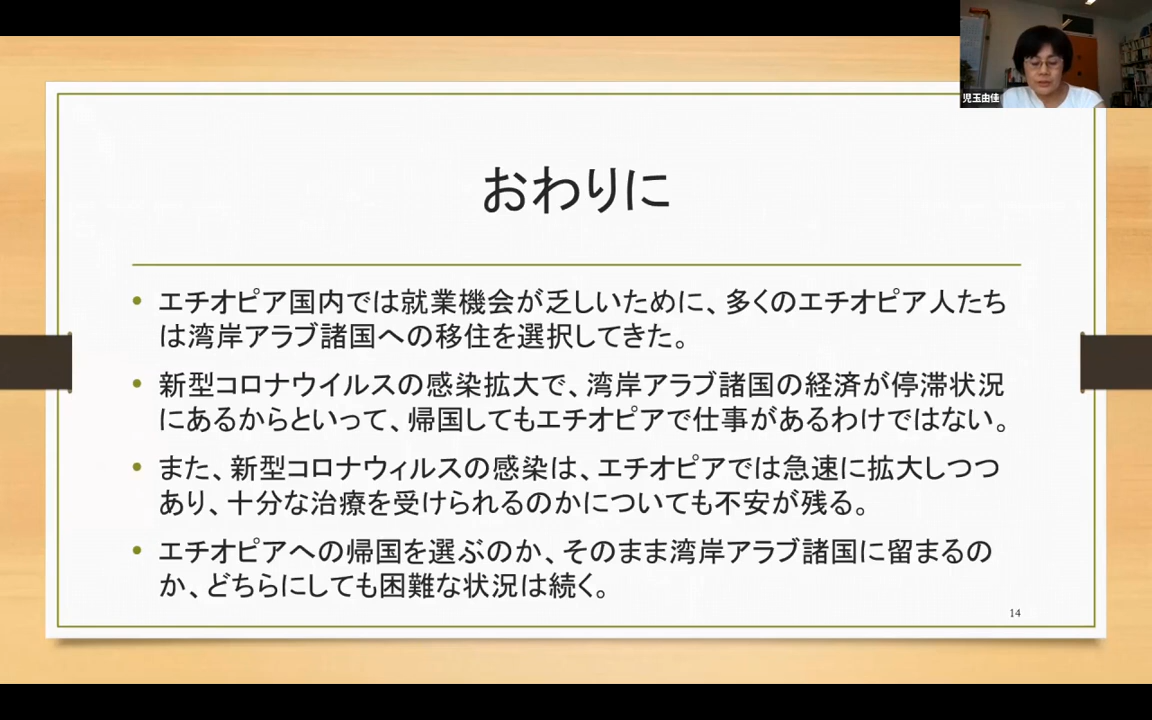 児玉由佳
おわりに
• エチオピア国内では就業機会が乏しいために、多くのエチオピア人たち
は湾岸アラブ諸国への移住を選択してきた。
• 新型コロナウイルスの感染拡大で、湾岸アラブ諸国の経済が停滞状況
にあるからといって、帰国してもエチオピアで仕事があるわけではない。
• また、新型コロナウィルスの感染は、エチオピアでは急速に拡大しつつ
あり、十分な治療を受けられるのかについても不安が残る。
• エチオピアへの帰国を選ぶのか、そのまま湾岸アラブ諸国に留まるの
か、どちらにしても困難な状況は続く。
14